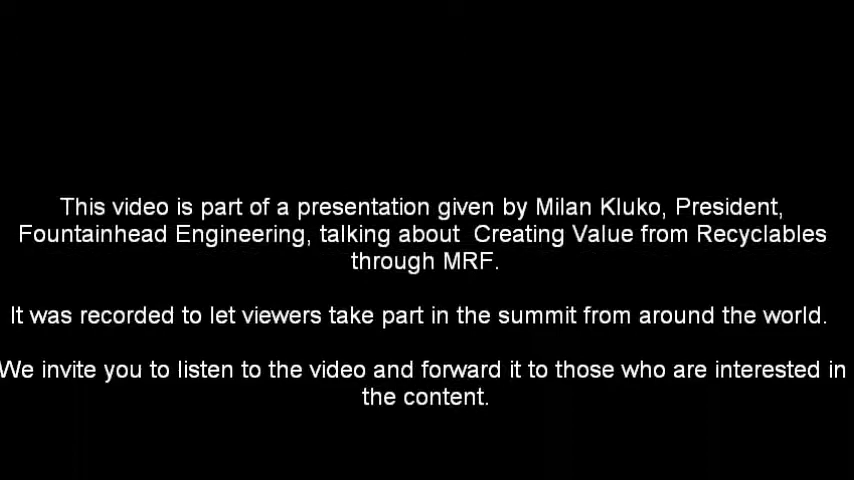 This video is part of a presentation given by Milan Kluko, President,
Fountainhead Engineering, talking about  Creating Value from Recyclables
through MRF.
It was recorded to let viewers take part in the summit from around the world.
We invite you to listen to the video and forward it to those who are interested in
the content.